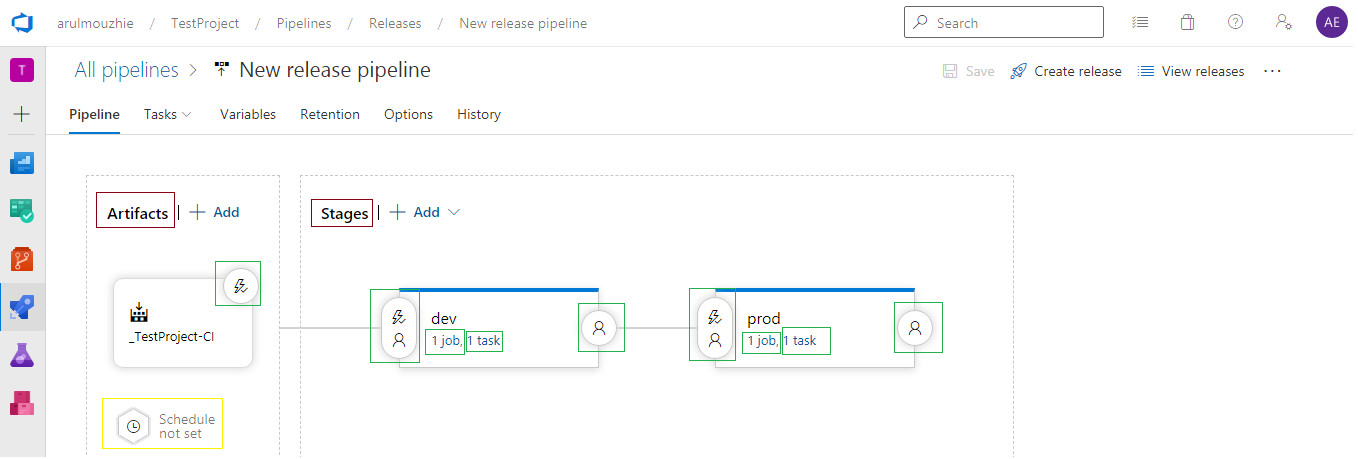 arulmouzhie / TestProject / Pipelines / Releases / New release pipeline
Search
AE
T
All pipelines > New release pipeline
Save
Create release
View releases
Pipeline
Tasks
Variables
Retention
Options
History
Artifacts | + Add
Stages | + Add
_TestProject-CI
dev
1 job, 1 task
prod
1 job, 1 task
Schedule
not set